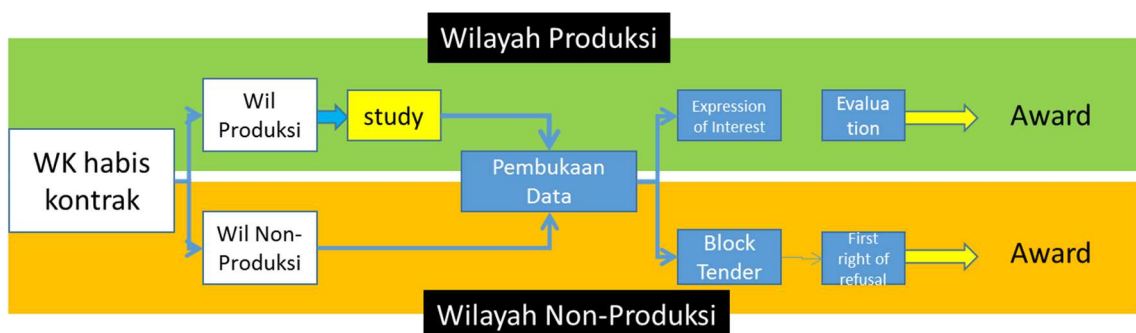 Wilayah Produksi
WK habis
kontrak
Wil
Produksi
study
Pembukaan
Data
Expression
of Interest
Evalua
tion
Award
Wil Non-
Produksi
Block
Tender
First
right of
refusal
Award
Wilayah Non-Produksi